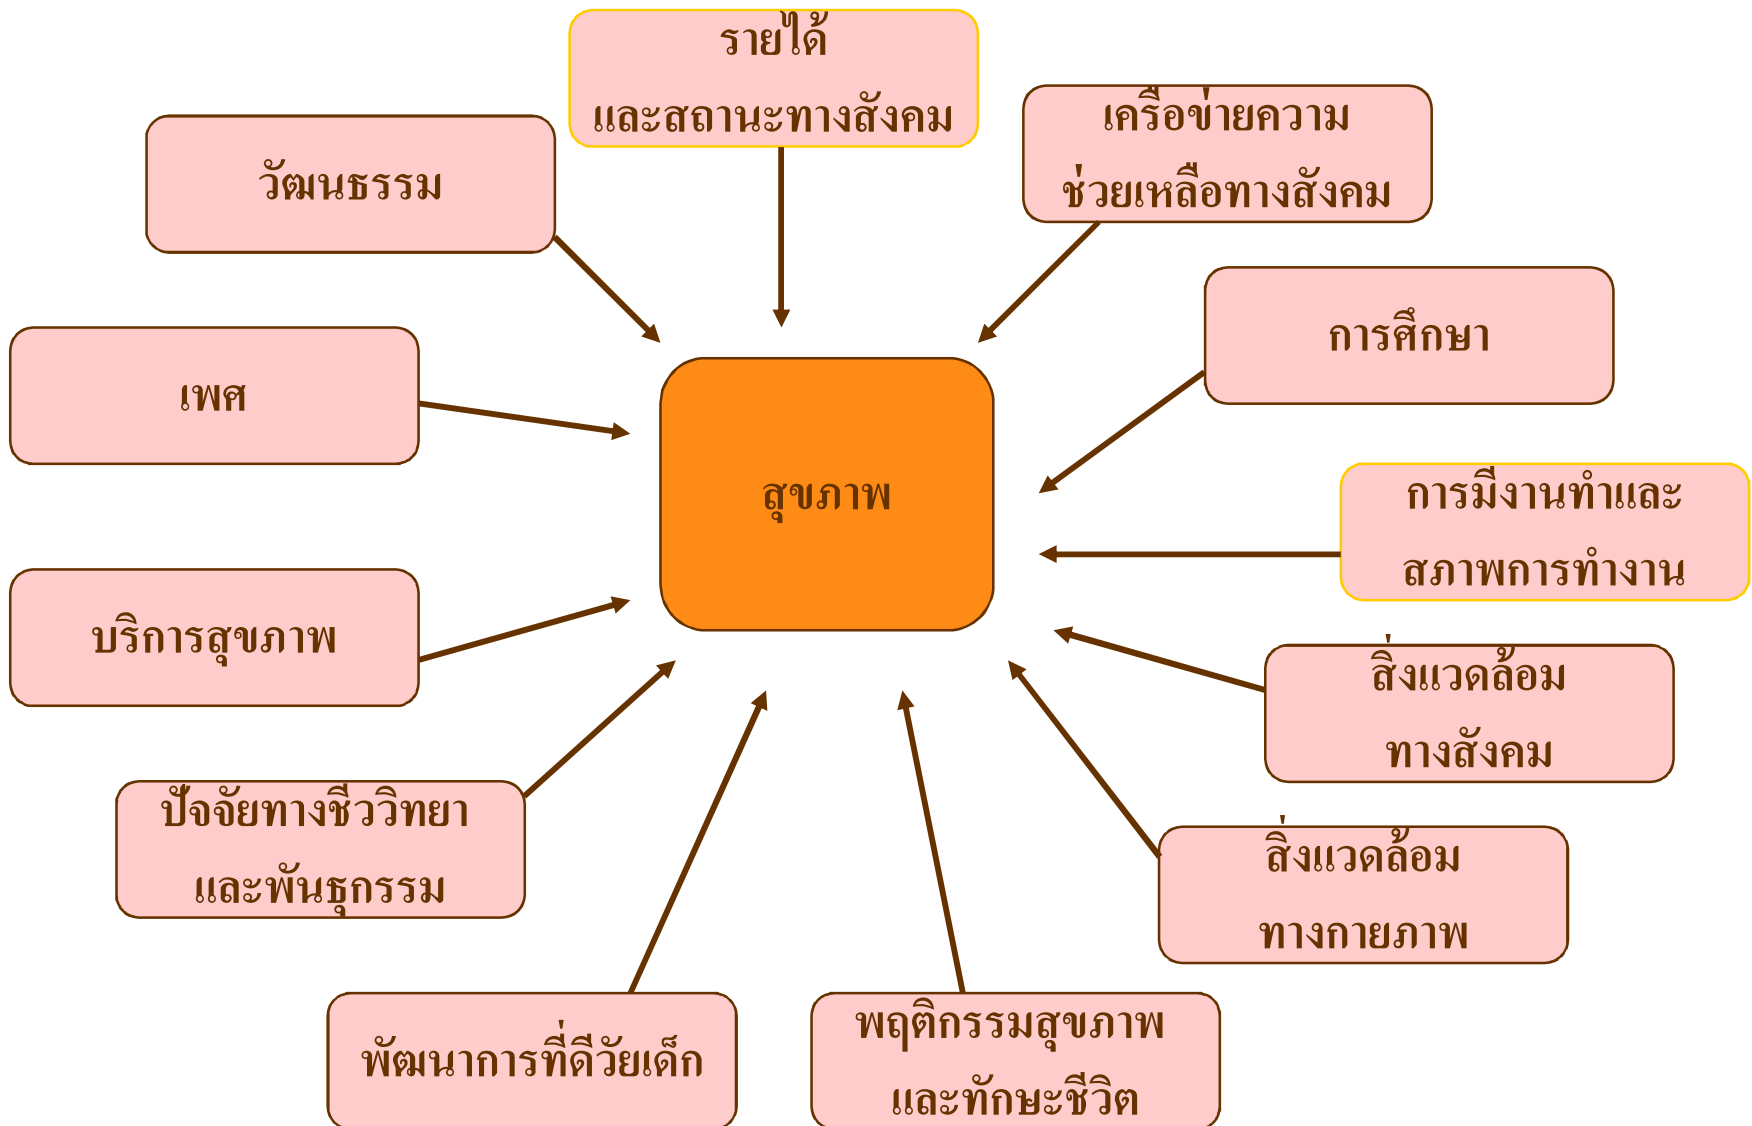 รายได้
และสถานะทางสังคม
เครือข่ายความ
ช่วยเหลือทางสังคม
วัฒนธรรม
การศึกษา
เพศ
สุขภาพ
การมีงานทำและ
สภาพการทำงาน
บริการสุขภาพ
สิ่งแวดล้อม
ทางสังคม
ปัจจัยทางชีววิทยา
และพันธุกรรม
สิ่งแวดล้อม
ทางกายภาพ
พัฒนาการที่ดีวัยเด็ก
พฤติกรรมสุขภาพ
และทักษะชีวิต